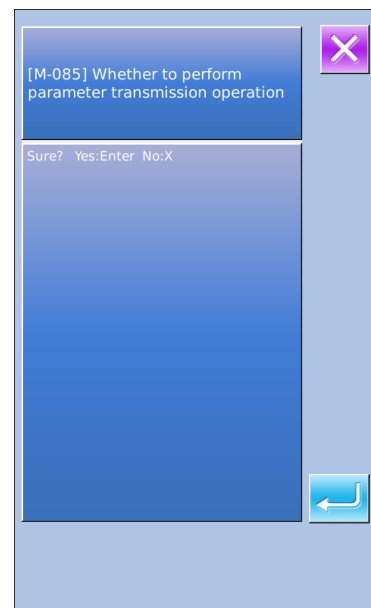 [M-085] Whether to perform
parameter transmission operation
Sure? Yes:Enter No:X